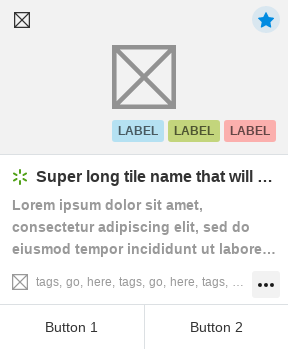 LABEL LABEL LABEL
Super long tile name that will …
Lorem ipsum dolor sit amet,
consectetur adipiscing elit, sed do
eiusmod tempor incididunt ut labore…
tags, go, here, tags, go, here, tags, …
Button 1 Button 2